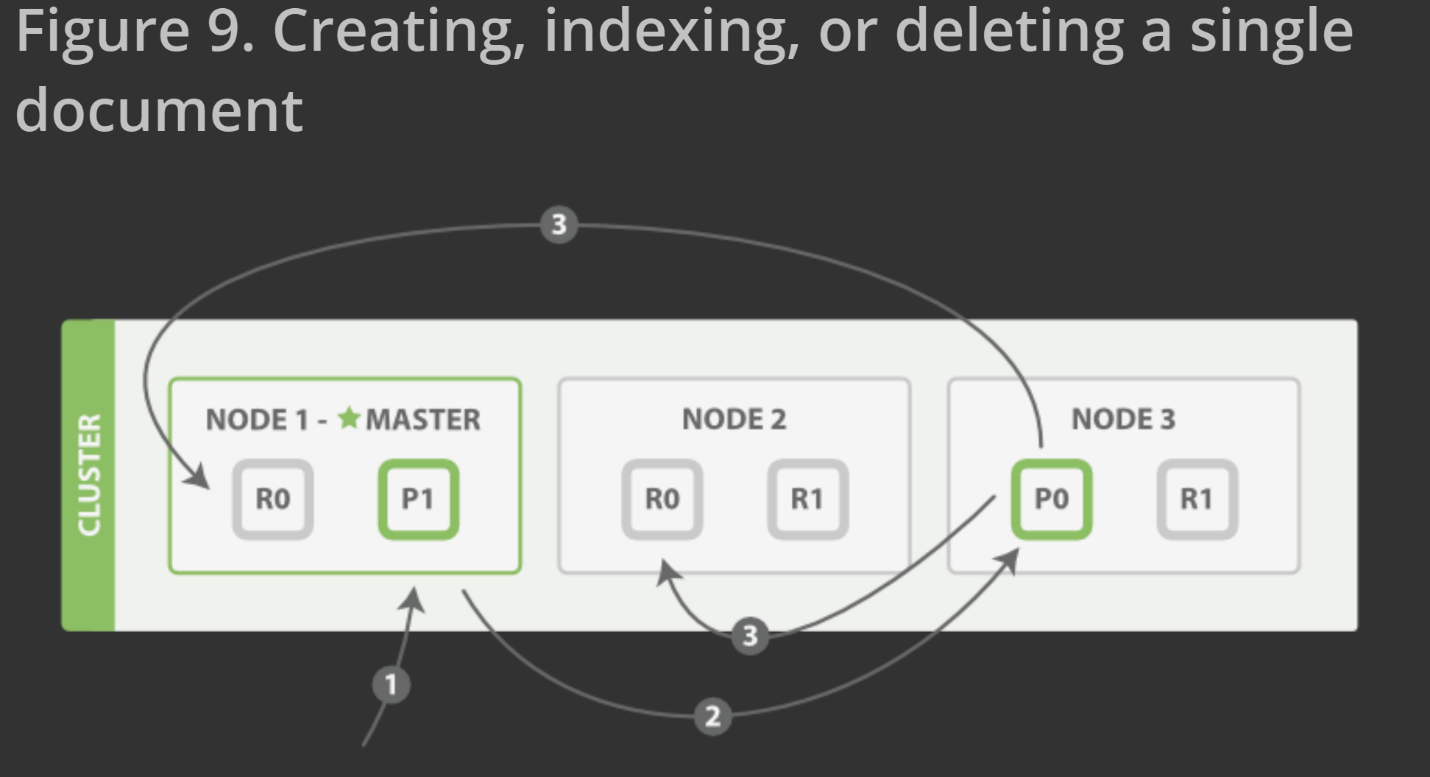 Figure 9. Creating, indexing, or deleting a single
document
3
CLUSTER
NODE 1 - ★MASTER
R0
P1
NODE 2
R0
R1
NODE 3
P0
R1
3
1
2